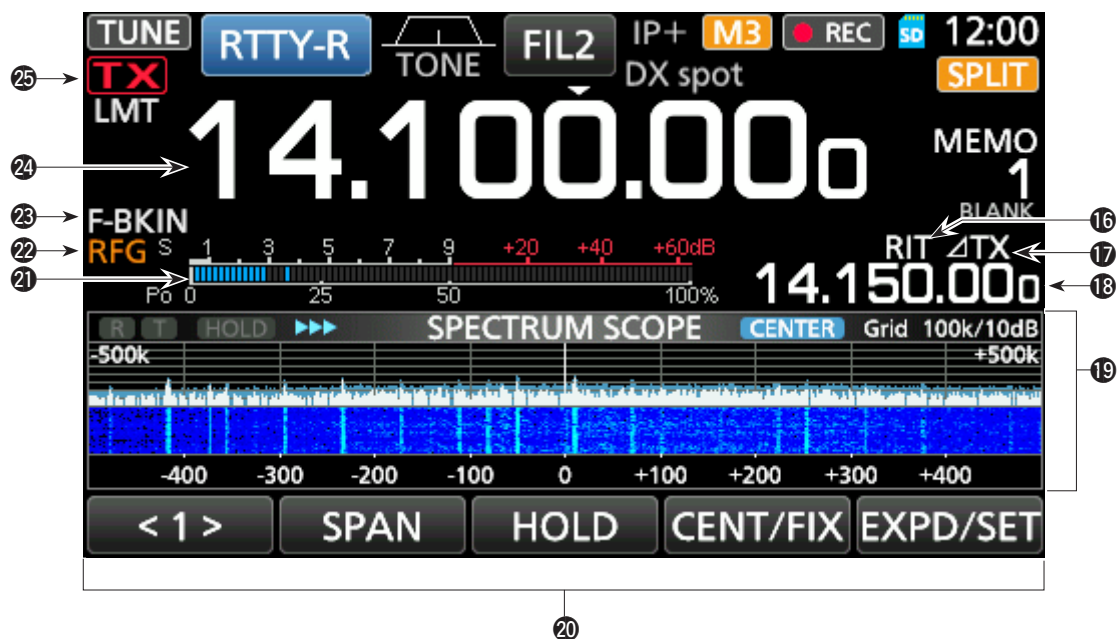 TUNE RTTY-R TONE FIL2 IP+ M3 REC SD 12:00
㉕ TX DX spot SPLIT
LMT
㉔ 14.100.000 MEMO
1
㉓ F-BKIN BLANK ⑯
㉒ RFG S 1 3 5 7 9 +20 +40 +60dB RIT ⊿TX ⑰
㉑ Po 0 25 50 100% 14.150.000 ⑱
R T HOLD ▶▶▶ SPECTRUM SCOPE CENTER Grid 100k/10dB
-500k +500k
⑲
-400 -300 -200 -100 0 +100 +200 +300 +400
< 1 > SPAN HOLD CENT/FIX EXPD/SET
⑳